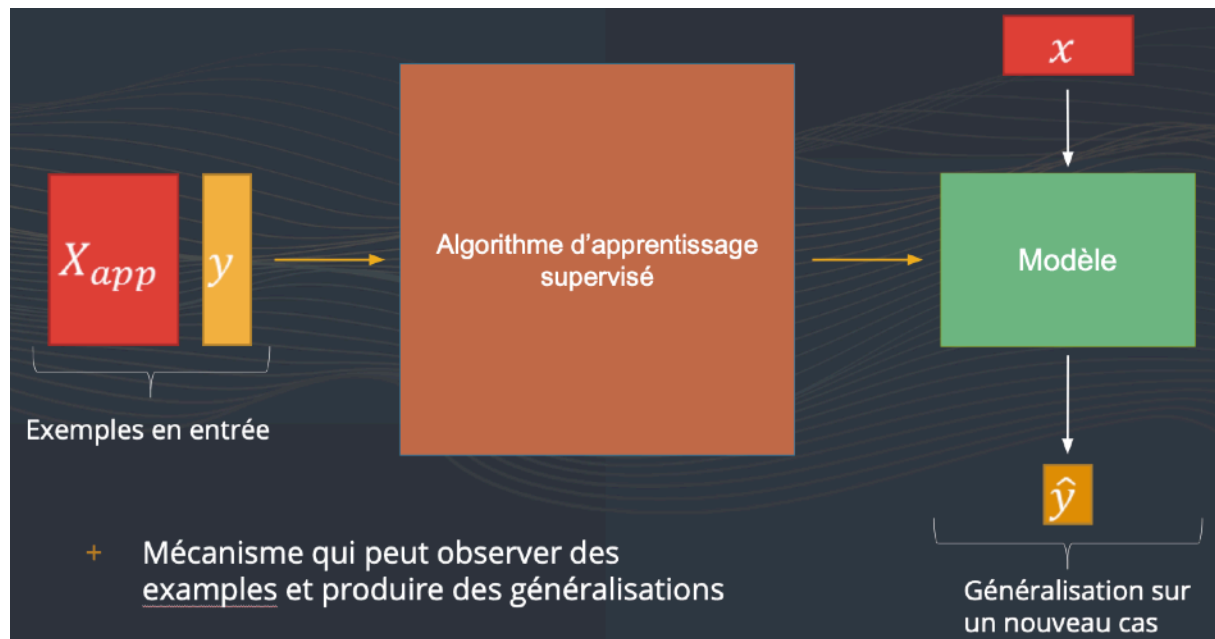 x
X_app y
Algorithme d'apprentissage
supervisé
Modèle
Exemples en entrée
ŷ
+ Mécanisme qui peut observer des
examples et produire des généralisations
Généralisation sur
un nouveau cas